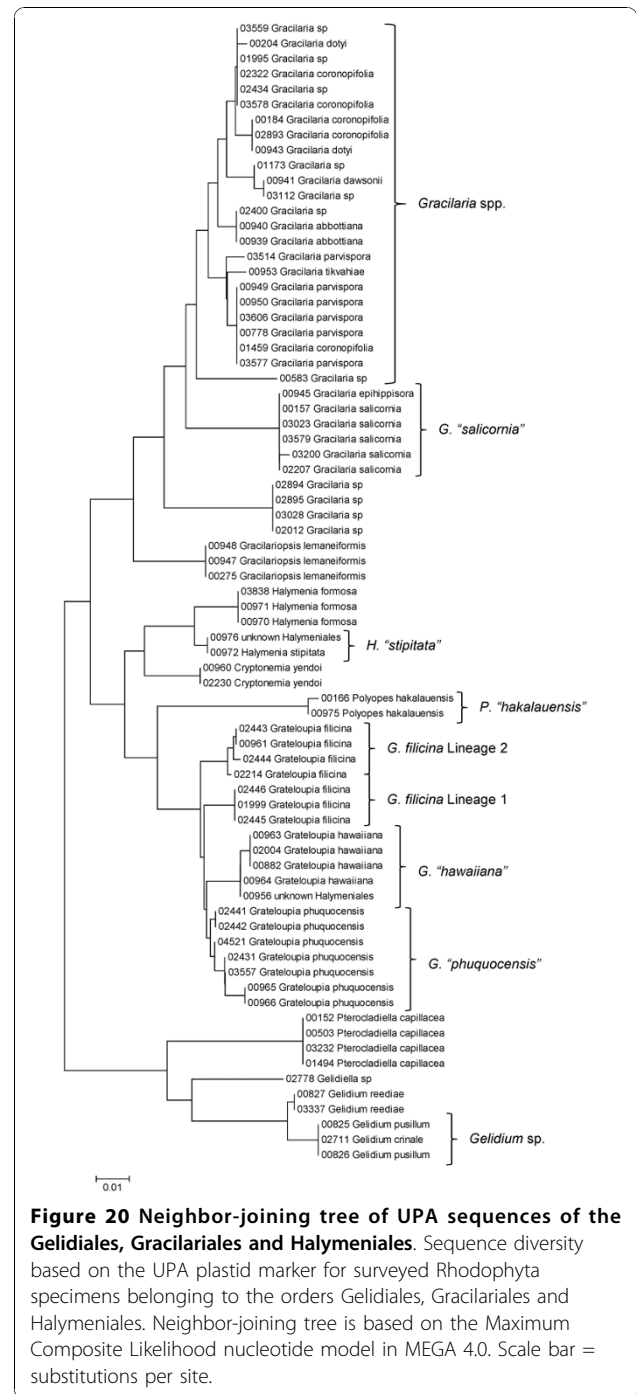 03559 Gracilaria sp
00204 Gracilaria dotyi
01995 Gracilaria sp
02322 Gracilaria coronopifolia
02434 Gracilaria sp
03578 Gracilaria coronopifolia
00184 Gracilaria coronopifolia
02893 Gracilaria coronopifolia
00943 Gracilaria dotyi
01173 Gracilaria sp
00941 Gracilaria dawsonii
03112 Gracilaria sp
02400 Gracilaria sp
00940 Gracilaria abbottiana
00939 Gracilaria abbottiana
03514 Gracilaria parvispora
00953 Gracilaria tikvahiae
00949 Gracilaria parvispora
00950 Gracilaria parvispora
03606 Gracilaria parvispora
00778 Gracilaria parvispora
01459 Gracilaria coronopifolia
03577 Gracilaria parvispora
Gracilaria spp.
00583 Gracilaria sp
00945 Gracilaria epihippisora
00157 Gracilaria salicornia
03023 Gracilaria salicornia
03579 Gracilaria salicornia
03200 Gracilaria salicornia
02207 Gracilaria salicornia
G. "salicornia"
02894 Gracilaria sp
02895 Gracilaria sp
03028 Gracilaria sp
02012 Gracilaria sp
00948 Gracilariopsis lemaneiformis
00947 Gracilariopsis lemaneiformis
00275 Gracilariopsis lemaneiformis
03838 Halymenia formosa
00971 Halymenia formosa
00970 Halymenia formosa
00976 unknown Halymeniales
00972 Halymenia stipitata
H. "stipitata"
00960 Cryptonemia yendoi
02230 Cryptonemia yendoi
00166 Polyopes hakalauensis
00975 Polyopes hakalauensis
P. "hakalauensis"
02443 Grateloupia filicina
00961 Grateloupia filicina
02444 Grateloupia filicina
02214 Grateloupia filicina
G. filicina Lineage 2
02446 Grateloupia filicina
01999 Grateloupia filicina
02445 Grateloupia filicina
G. filicina Lineage 1
00963 Grateloupia hawaiiana
02004 Grateloupia hawaiiana
00882 Grateloupia hawaiiana
00964 Grateloupia hawaiiana
00956 unknown Halymeniales
G. "hawaiiana"
02441 Grateloupia phuquocensis
02442 Grateloupia phuquocensis
04521 Grateloupia phuquocensis
02431 Grateloupia phuquocensis
03557 Grateloupia phuquocensis
00965 Grateloupia phuquocensis
00966 Grateloupia phuquocensis
G. "phuquocensis"
00152 Pterocladiella capillacea
00503 Pterocladiella capillacea
03232 Pterocladiella capillacea
01494 Pterocladiella capillacea
02778 Gelidiella sp
00827 Gelidium reediae
03337 Gelidium reediae
00825 Gelidium pusillum
02711 Gelidium crinale
00826 Gelidium pusillum
Gelidium sp.
0.01
Figure 20 Neighbor-joining tree of UPA sequences of the
Gelidiales, Gracilariales and Halymeniales. Sequence diversity
based on the UPA plastid marker for surveyed Rhodophyta
specimens belonging to the orders Gelidiales, Gracilariales and
Halymeniales. Neighbor-joining tree is based on the Maximum
Composite Likelihood nucleotide model in MEGA 4.0. Scale bar =
substitutions per site.